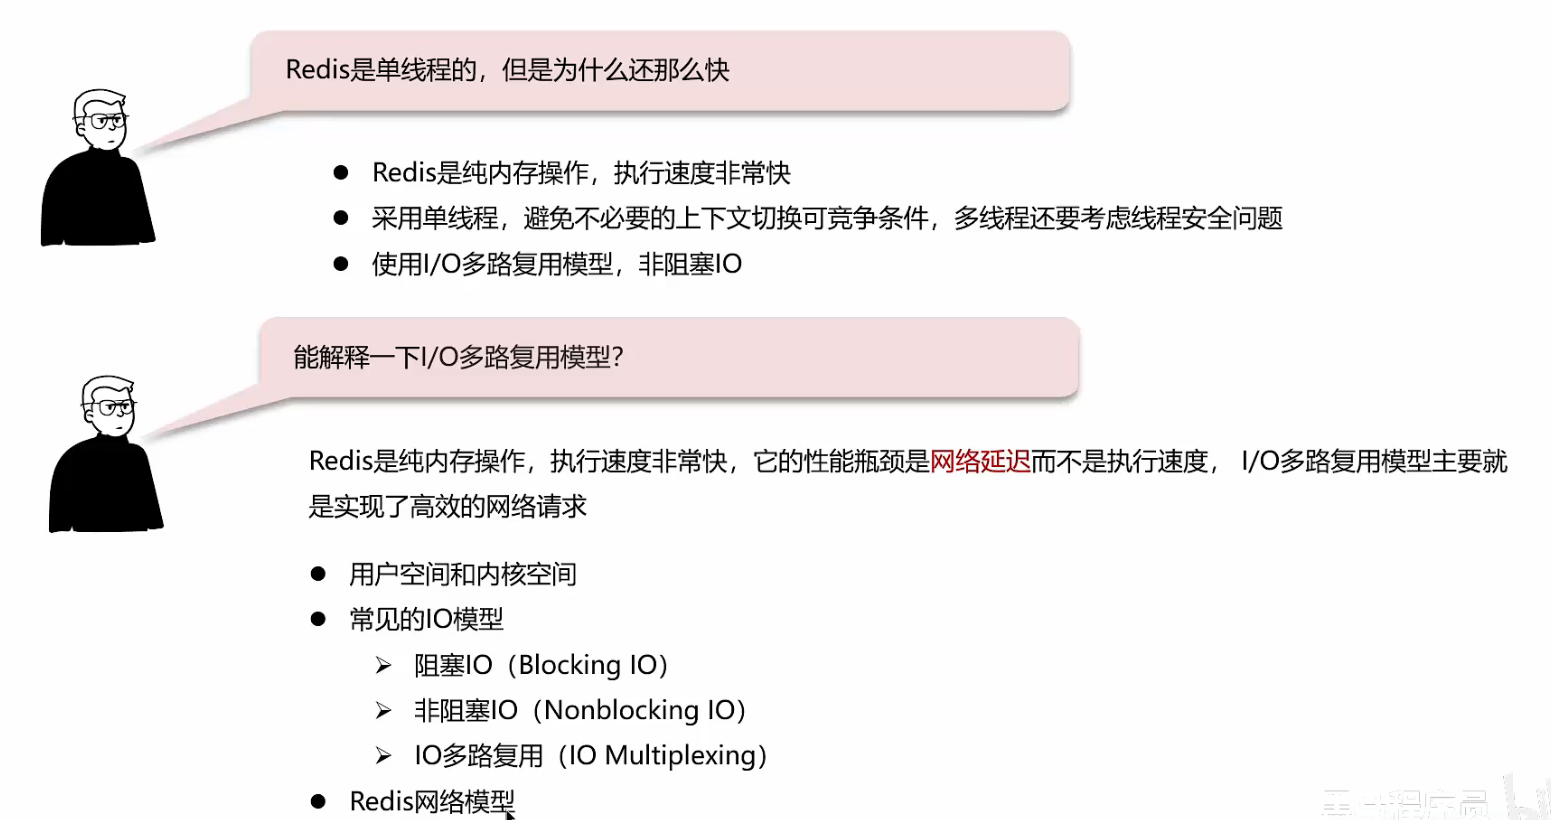 Redis是单线程的，但是为什么还那么快
● Redis是纯内存操作，执行速度非常快
● 采用单线程，避免不必要的上下文切换可竞争条件，多线程还要考虑线程安全问题
● 使用I/O多路复用模型，非阻塞IO
能解释一下I/O多路复用模型？
Redis是纯内存操作，执行速度非常快，它的性能瓶颈是网络延迟而不是执行速度， I/O多路复用模型主要就
是实现了高效的网络请求
● 用户空间和内核空间
● 常见的IO模型
➢ 阻塞IO（Blocking IO）
➢ 非阻塞IO（Nonblocking IO）
➢ IO多路复用（IO Multiplexing）
● Redis网络模型